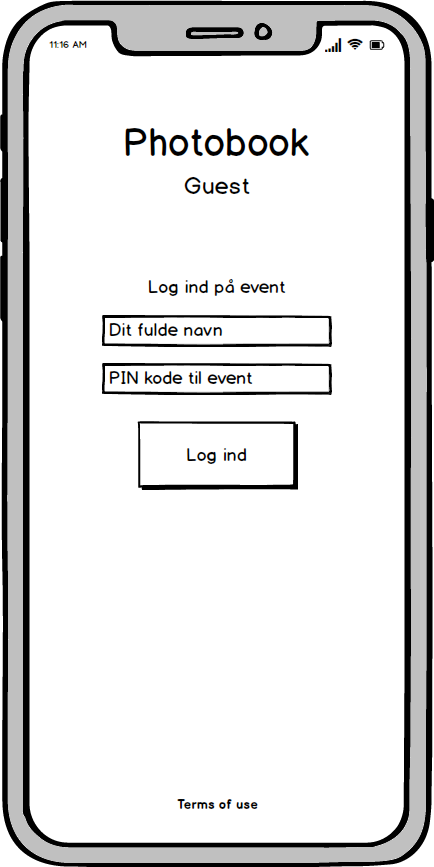 11:16 AM
Photobook
Guest
Log ind på event
Dit fulde navn
PIN kode til event
Log ind
Terms of use